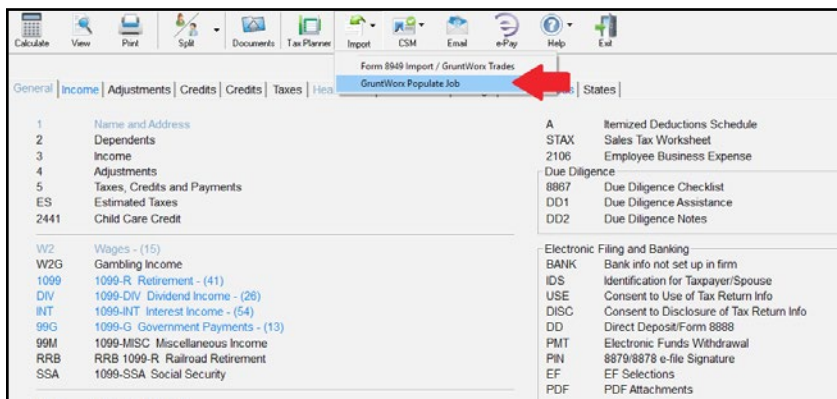 Calculate View Print Split Documents Tax Planner Import CSM Email e-Pay Help Exit
Form 8949 Import / GruntWorx Trades
GruntWorx Populate Job
General Income Adjustments Credits Credits Taxes Hea States
1 Name and Address
2 Dependents
3 Income
4 Adjustments
5 Taxes, Credits and Payments
ES Estimated Taxes
2441 Child Care Credit
W2 Wages - (15)
W2G Gambling Income
1099 1099-R Retirement - (41)
DIV 1099-DIV Dividend Income - (26)
INT 1099-INT Interest Income - (54)
99G 1099-G Government Payments - (13)
99M 1099-MISC Miscellaneous Income
RRB RRB 1099-R Railroad Retirement
SSA 1099-SSA Social Security
A Itemized Deductions Schedule
STAX Sales Tax Worksheet
2106 Employee Business Expense
Due Diligence
8867 Due Diligence Checklist
DD1 Due Diligence Assistance
DD2 Due Diligence Notes
Electronic Filing and Banking
BANK Bank info not set up in firm
IDS Identification for Taxpayer/Spouse
USE Consent to Use of Tax Return Info
DISC Consent to Disclosure of Tax Return Info
DD Direct Deposit/Form 8888
PMT Electronic Funds Withdrawal
PIN 8879/8878 e-file Signature
EF EF Selections
PDF PDF Attachments